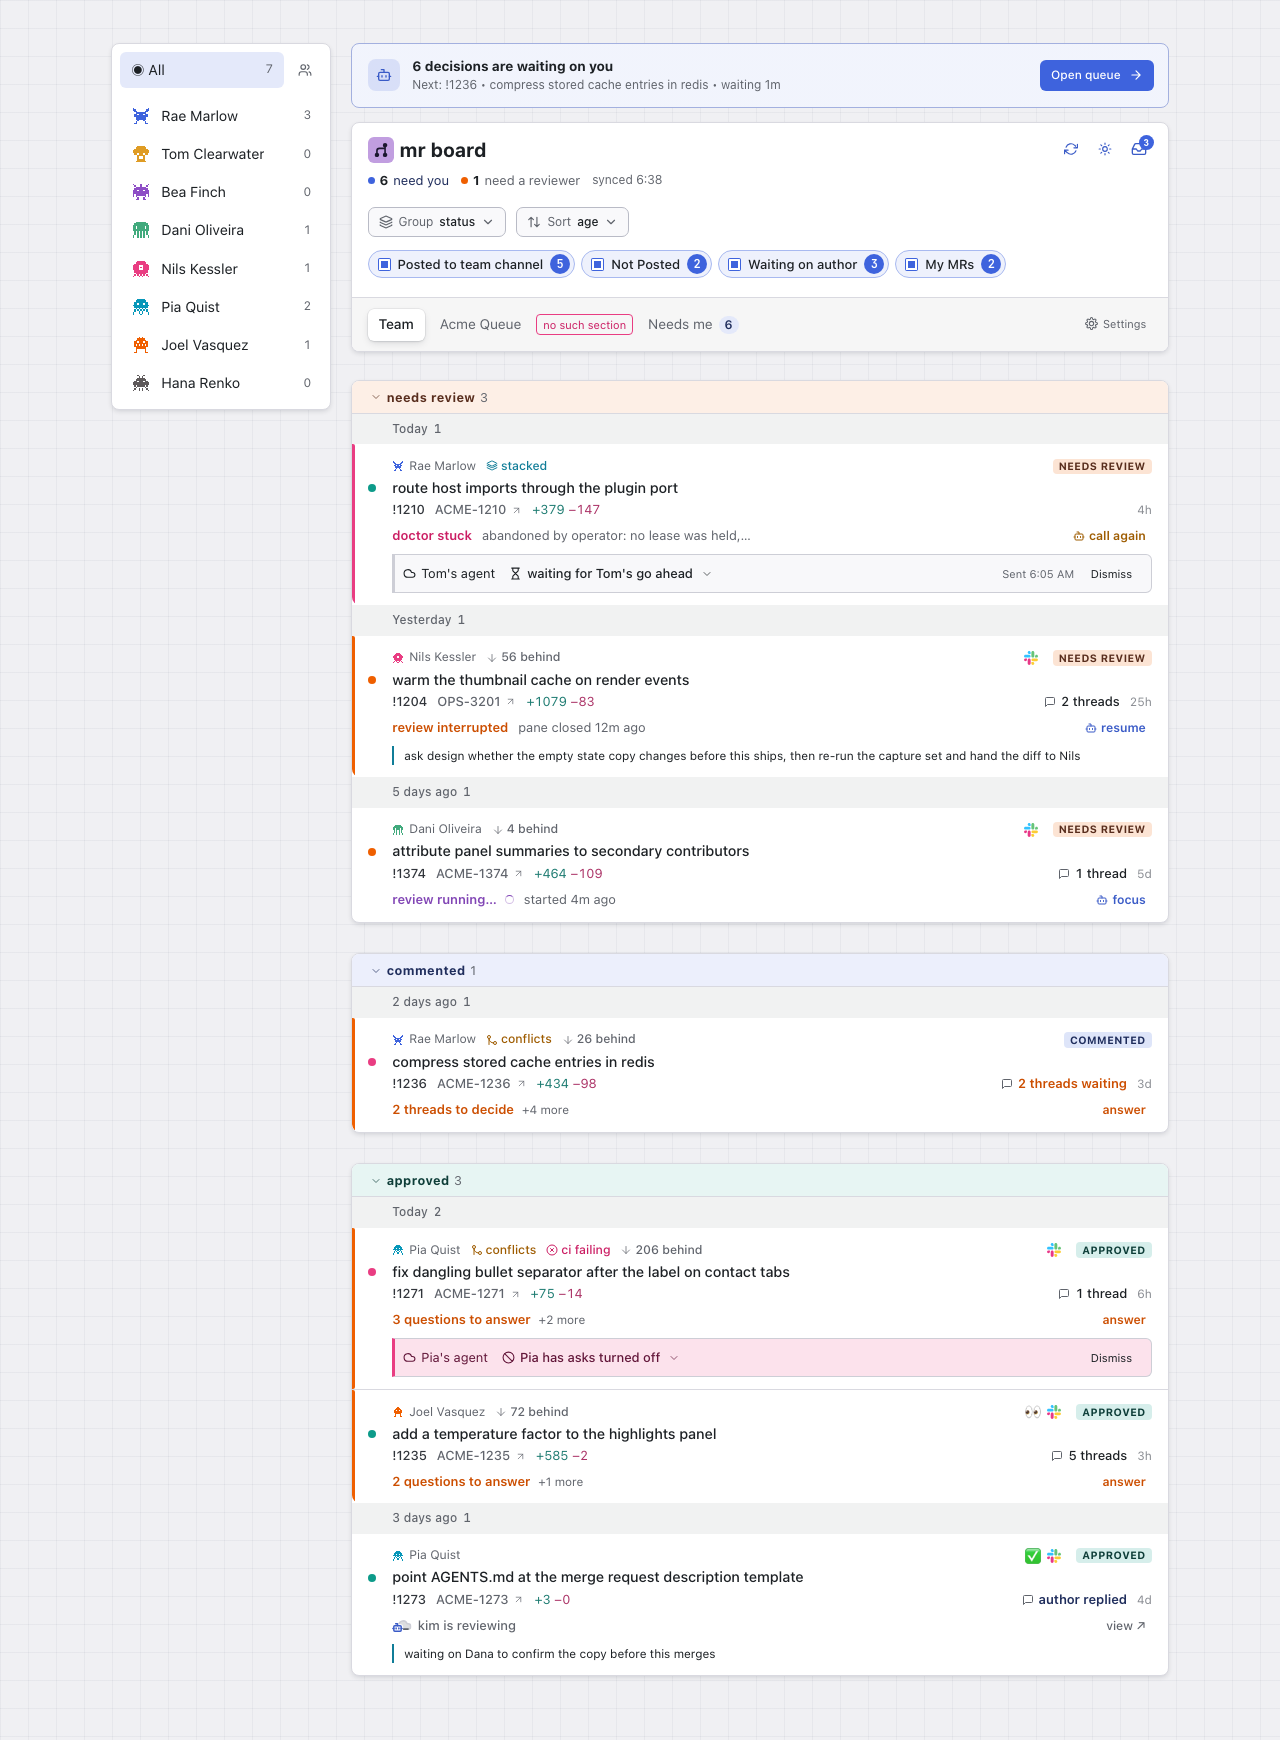 All 7
Rae Marlow 3
Tom Clearwater 0
Bea Finch 0
Dani Oliveira 1
Nils Kessler 1
Pia Quist 2
Joel Vasquez 1
Hana Renko 0
6 decisions are waiting on you
Next: !1236 • compress stored cache entries in redis • waiting 1m
Open queue
mr board
3
6 need you 1 need a reviewer synced 6:38
Group status Sort age
Posted to team channel 5 Not Posted 2 Waiting on author 3 My MRs 2
Team Acme Queue no such section Needs me 6 Settings
needs review 3
Today 1
Rae Marlow stacked NEEDS REVIEW
route host imports through the plugin port
!1210 ACME-1210 ↗ +379 −147 4h
doctor stuck abandoned by operator: no lease was held,... call again
Tom's agent waiting for Tom's go ahead Sent 6:05 AM Dismiss
Yesterday 1
Nils Kessler ↓ 56 behind NEEDS REVIEW
warm the thumbnail cache on render events
!1204 OPS-3201 ↗ +1079 −83 2 threads 25h
review interrupted pane closed 12m ago resume
ask design whether the empty state copy changes before this ships, then re-run the capture set and hand the diff to Nils
5 days ago 1
Dani Oliveira ↓ 4 behind NEEDS REVIEW
attribute panel summaries to secondary contributors
!1374 ACME-1374 ↗ +464 −109 1 thread 5d
review running... started 4m ago focus
commented 1
2 days ago 1
Rae Marlow conflicts ↓ 26 behind COMMENTED
compress stored cache entries in redis
!1236 ACME-1236 ↗ +434 −98 2 threads waiting 3d
2 threads to decide +4 more answer
approved 3
Today 2
Pia Quist conflicts ci failing ↓ 206 behind APPROVED
fix dangling bullet separator after the label on contact tabs
!1271 ACME-1271 ↗ +75 −14 1 thread 6h
3 questions to answer +2 more answer
Pia's agent Pia has asks turned off Dismiss
Joel Vasquez ↓ 72 behind APPROVED
add a temperature factor to the highlights panel
!1235 ACME-1235 ↗ +585 −2 5 threads 3h
2 questions to answer +1 more answer
3 days ago 1
Pia Quist APPROVED
point AGENTS.md at the merge request description template
!1273 ACME-1273 ↗ +3 −0 author replied 4d
kim is reviewing view ↗
waiting on Dana to confirm the copy before this merges